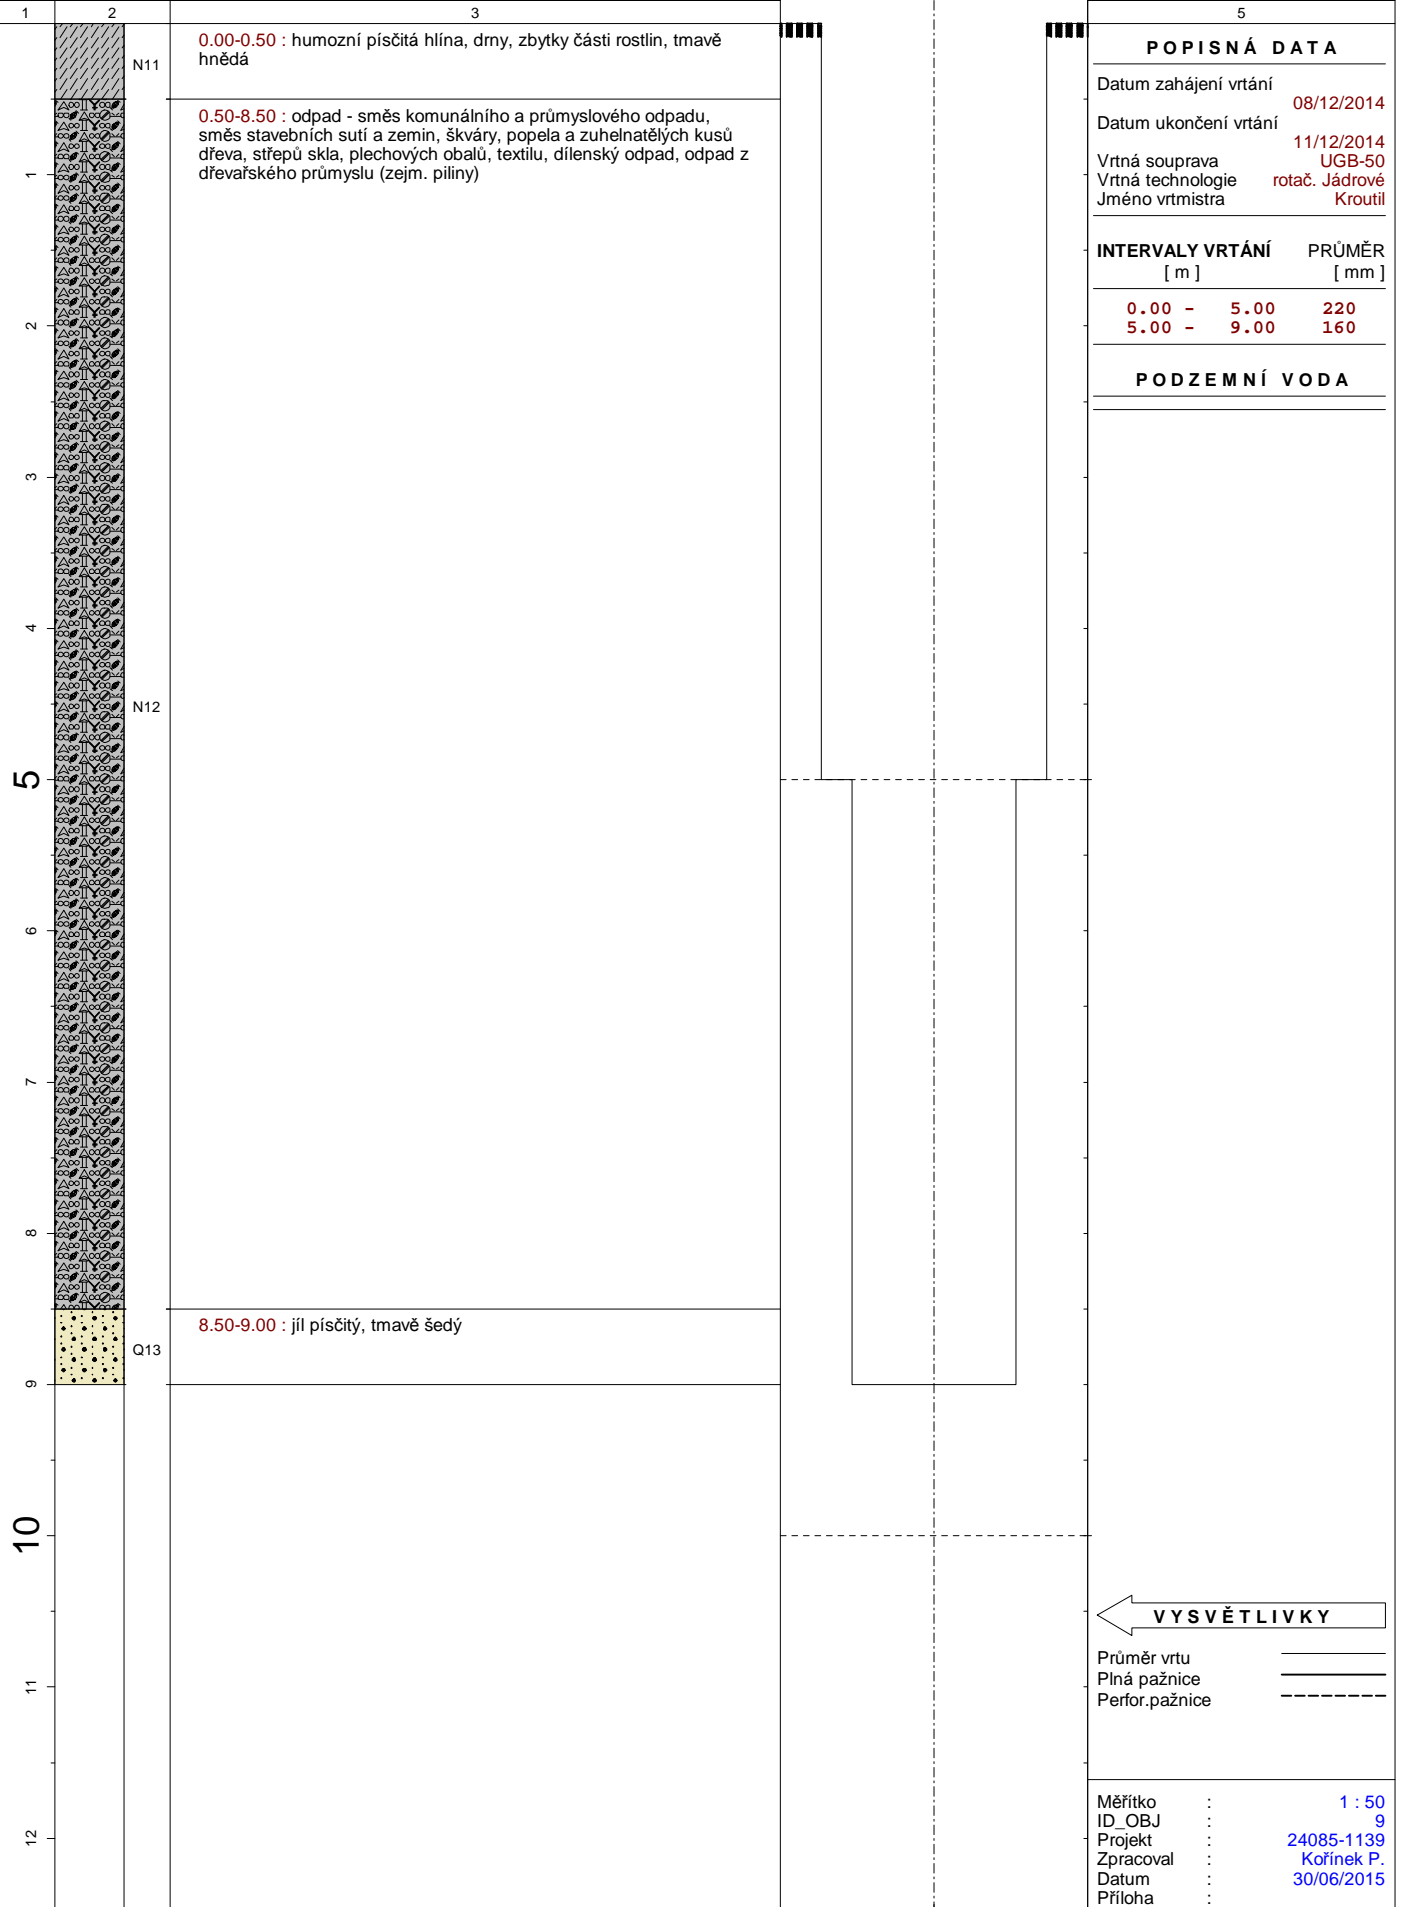 1 2 3 5
N11
0.00-0.50 : humozní písčitá hlína, drny, zbytky části rostlin, tmavě
hnědá
0.50-8.50 : odpad - směs komunálního a průmyslového odpadu,
směs stavebních sutí a zemin, škváry, popela a zuhelnatělých kusů
dřeva, střepů skla, plechových obalů, textilu, dílenský odpad, odpad z
dřevařského průmyslu (zejm. piliny)
N12
8.50-9.00 : jíl písčitý, tmavě šedý
Q13
1
2
3
4
5
6
7
8
9
10
11
12
POPISNÁ DATA
Datum zahájení vrtání
08/12/2014
Datum ukončení vrtání
11/12/2014
Vrtná souprava UGB-50
Vrtná technologie rotač. Jádrové
Jméno vrtmistra Kroutil
INTERVALY VRTÁNÍ PRŮMĚR
[ m ] [ mm ]
0.00 - 5.00 220
5.00 - 9.00 160
PODZEMNÍ VODA
VYSVĚTLIVKY
Průměr vrtu
Plná pažnice
Perfor.pažnice
Měřítko : 1 : 50
ID_OBJ : 9
Projekt : 24085-1139
Zpracoval : Kořínek P.
Datum : 30/06/2015
Příloha :